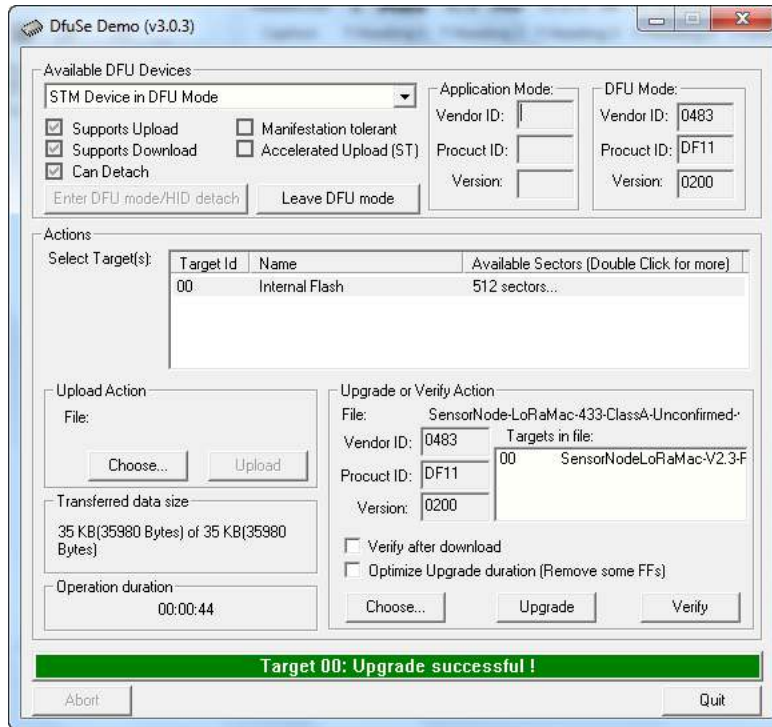 DfuSe Demo (v3.0.3)
Available DFU Devices
STM Device in DFU Mode
Supports Upload
Manifestation tolerant
Supports Download
Accelerated Upload (ST)
Can Detach
Enter DFU mode/HID detach
Leave DFU mode
Application Mode:
Vendor ID:
Procuct ID:
Version:
DFU Mode:
Vendor ID: 0483
Procuct ID: DF11
Version: 0200
Actions
Select Target(s):
Target Id Name Available Sectors (Double Click for more)
00 Internal Flash 512 sectors...
Upload Action
File:
Choose... Upload
Transferred data size
35 KB(35980 Bytes) of 35 KB(35980
Bytes)
Operation duration
00:00:44
Upgrade or Verify Action
File: SensorNode-LoRaMac-433-ClassA-Unconfirmed-
Vendor ID: 0483
Procuct ID: DF11
Version: 0200
Targets in file:
00 SensorNodeLoRaMac-V2.3-F
Verify after download
Optimize Upgrade duration (Remove some FFs)
Choose... Upgrade Verify
Target 00: Upgrade successful !
Abort Quit